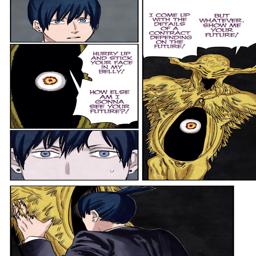 HURRY UP
AND STICK
YOUR FACE
IN MY
BELLY!
HOW ELSE
AM I
GONNA
SEE YOUR
FUTURE?!
I COME UP
WITH THE
DETAILS
OF A
CONTRACT
DEPENDING
ON THE
FUTURE!
BUT
WHATEVER.
SHOW ME
YOUR
FUTURE!